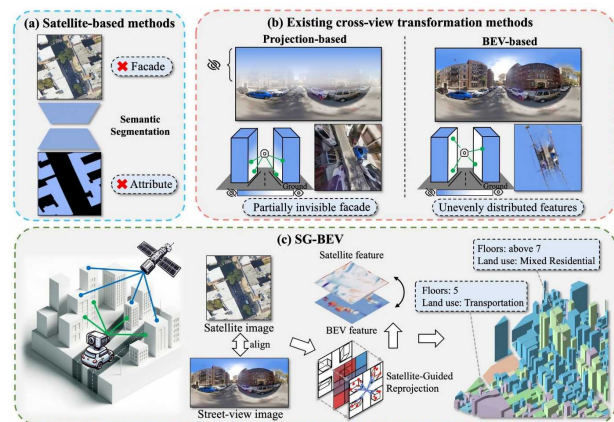 (a) Satellite-based methods
Facade
Semantic
Segmentation
Attribute
(b) Existing cross-view transformation methods
Projection-based
BEV-based
Ground
Ground
Partially invisible facade
Unevenly distributed features
(c) SG-BEV
Satellite image
align
Street-view image
Satellite feature
BEV feature
Satellite-Guided
Reprojection
Floors: above 7
Land use: Mixed Residential
Floors: 5
Land use: Transportation